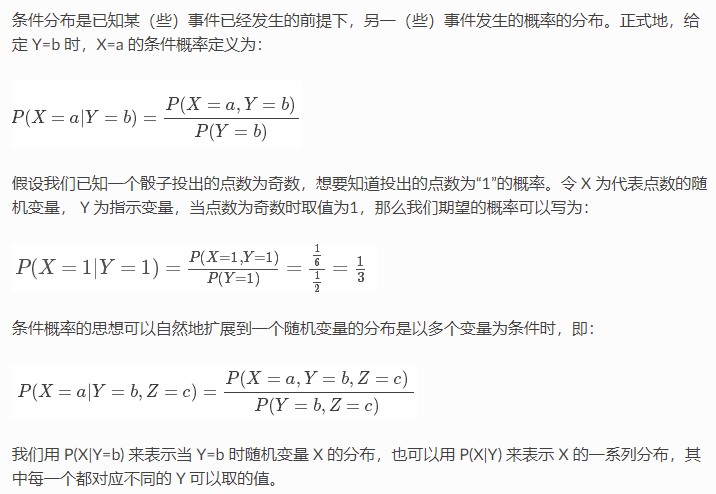 条件分布是已知某（些）事件已经发生的前提下，另一（些）事件发生的概率的分布。正式地，给
定 Y=b 时，X=a 的条件概率定义为：
P(X = a|Y = b) = \frac{P(X = a, Y = b)}{P(Y = b)}
假设我们已知一个骰子投出的点数为奇数，想要知道投出的点数为“1”的概率。令 X 为代表点数的随
机变量， Y 为指示变量，当点数为奇数时取值为1，那么我们期望的概率可以写为：
P(X = 1|Y = 1) = \frac{P(X=1,Y=1)}{P(Y=1)} = \frac{\frac{1}{6}}{\frac{1}{2}} = \frac{1}{3}
条件概率的思想可以自然地扩展到一个随机变量的分布是以多个变量为条件时，即：
P(X = a|Y = b, Z = c) = \frac{P(X = a, Y = b, Z = c)}{P(Y = b, Z = c)}
我们用 P(X|Y=b) 来表示当 Y=b 时随机变量 X 的分布，也可以用 P(X|Y) 来表示 X 的一系列分布，其
中每一个都对应不同的 Y 可以取的值。